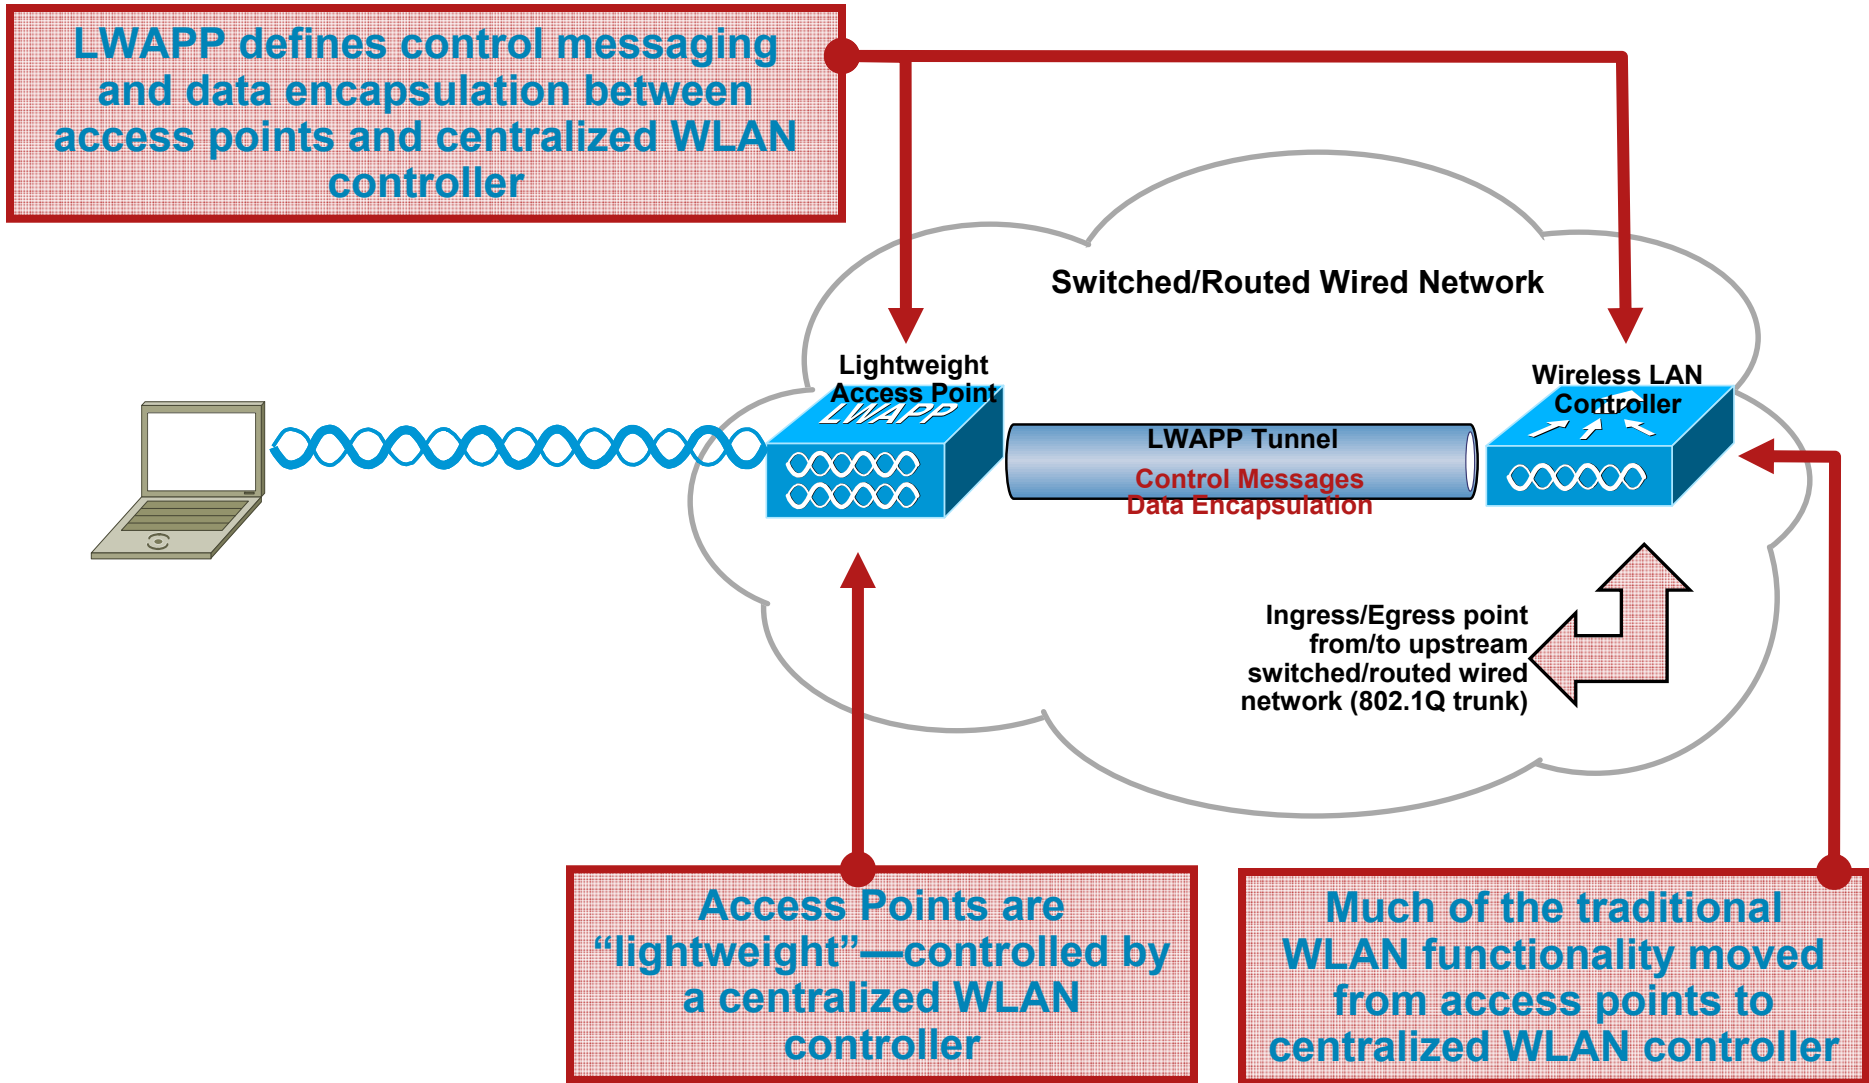 LWAPP defines control messaging
and data encapsulation between
access points and centralized WLAN
controller
Switched/Routed Wired Network
Lightweight
Access Point
LWAPP
Wireless LAN
Controller
LWAPP Tunnel
Control Messages
Data Encapsulation
Ingress/Egress point
from/to upstream
switched/routed wired
network (802.1Q trunk)
Access Points are
“lightweight”—controlled by
a centralized WLAN
controller
Much of the traditional
WLAN functionality moved
from access points to
centralized WLAN controller